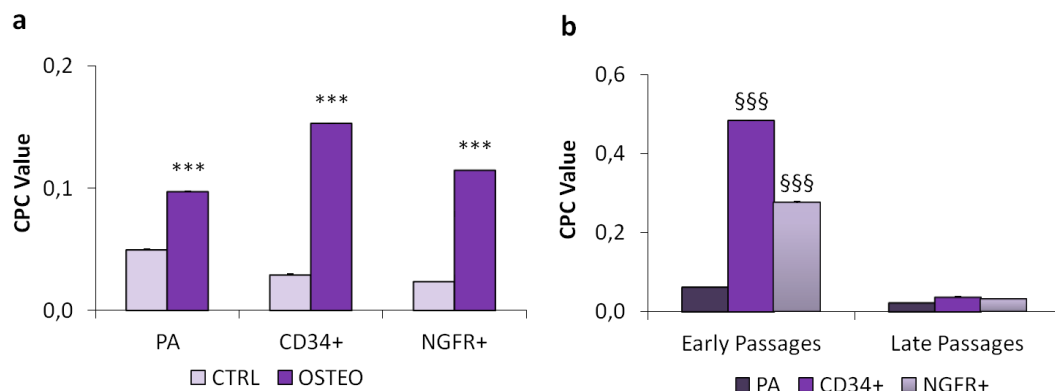 a
CPC Value
0,2
0,1
0,0
***
***
***
PA CD34+ NGFR+
CTRL OSTEO
b
CPC Value
0,6
0,4
0,2
0,0
§§§
§§§
Early Passages Late Passages
PA CD34+ NGFR+